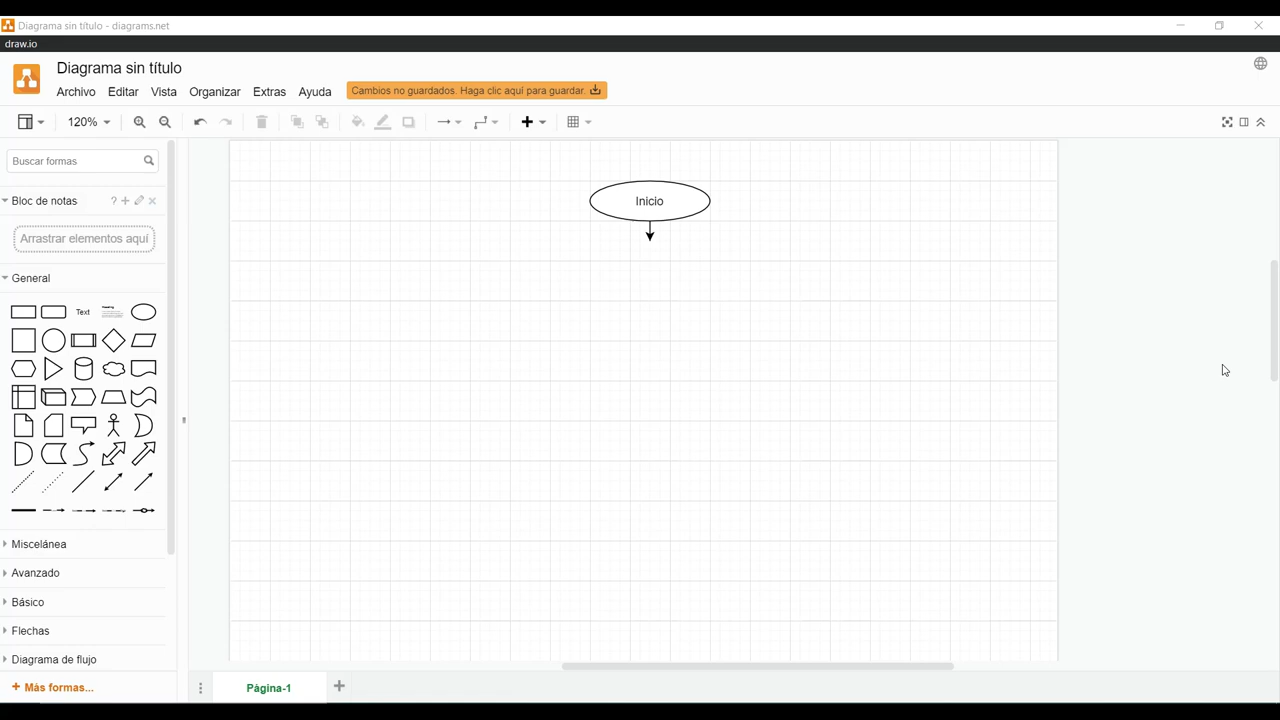 Diagrama sin título - diagrams.net
draw.io
Diagrama sin título
Archivo Editar Vista Organizar Extras Ayuda Cambios no guardados. Haga clic aquí para guardar.
120%
Buscar formas
Bloc de notas
Arrastrar elementos aquí
General
Text
Heading
Miscelánea
Avanzado
Básico
Flechas
Diagrama de flujo
+ Más formas...
Inicio
Página-1